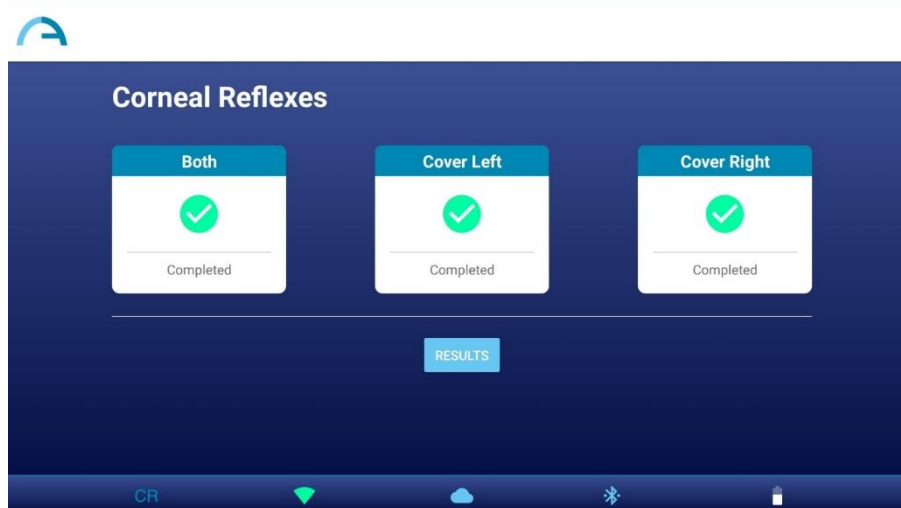 Corneal Reflexes
Both
Cover Left
Cover Right
Completed
Completed
Completed
RESULTS
CR